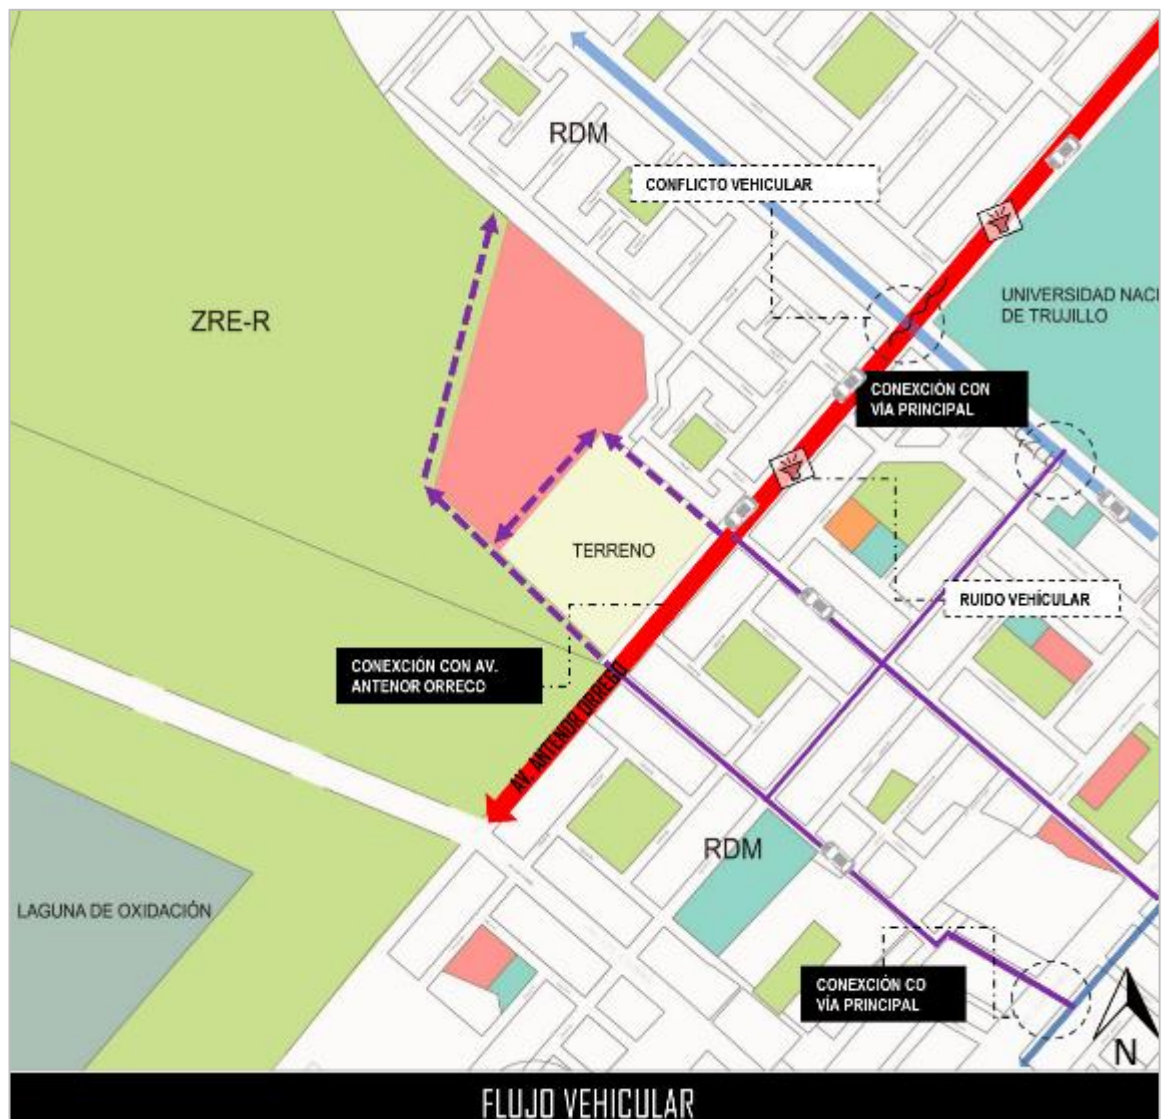 RDM
CONFLICTO VEHICULAR
ZRE-R
UNIVERSIDAD NACI
DE TRUJILLO
CONEXCIÓN CON
VÍA PRINCIPAL
TERRENO
RUIDO VEHÍCULAR
CONEXCIÓN CON AV.
ANTENOR ORRECO
AV. ANTENOR ORREGO
RDM
LAGUNA DE OXIDACIÓN
CONEXCIÓN CO
VÍA PRINCIPAL
N
FLUJO VEHICULAR